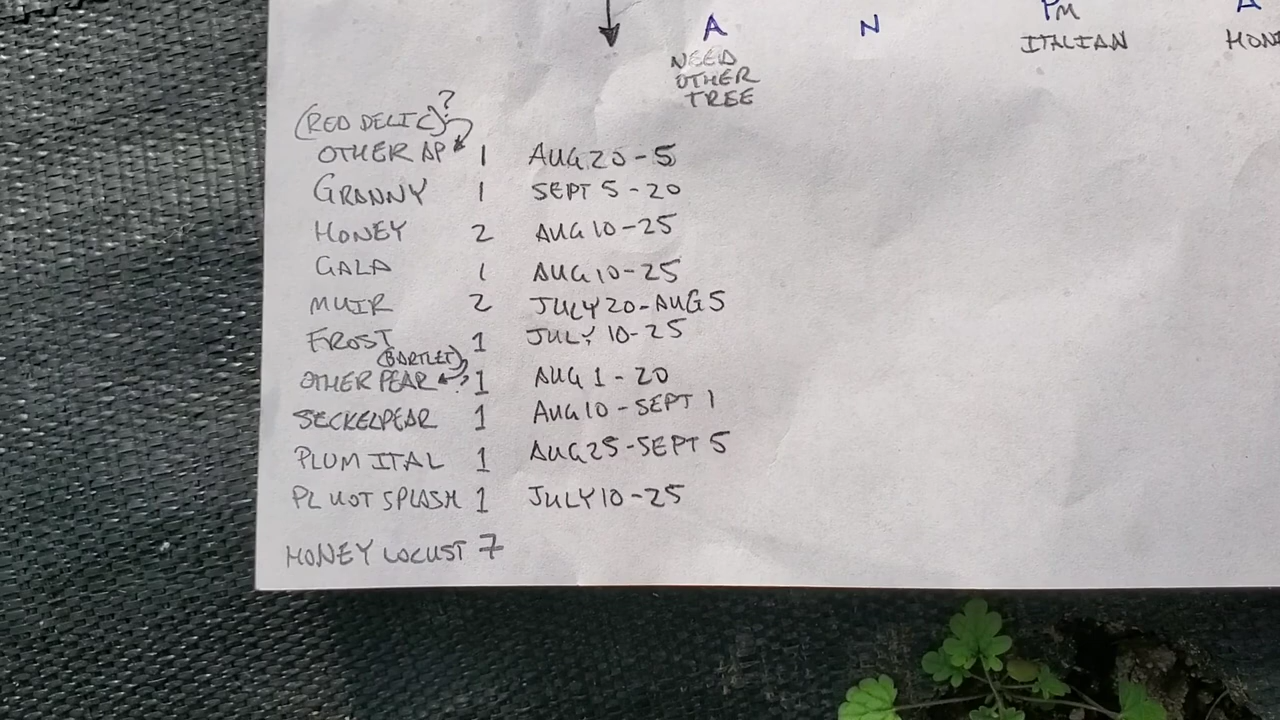 A N PM A
NEED ITALIAN HON
OTHER
TREE
(RED DELIC)?
OTHER AP 1 AUG 20-5
GRANNY 1 SEPT 5-20
HONEY 2 AUG 10-25
GALA 1 AUG 10-25
MUIR 2 JULY 20-AUG 5
FROST 1 JULY 10-25
(BARTLET)
OTHER PEAR 1 AUG 1-20
SECKELPEAR 1 AUG 10-SEPT 1
PLUM ITAL 1 AUG 25-SEPT 5
PLUOT SPLASH 1 JULY 10-25
HONEY LOCUST 7